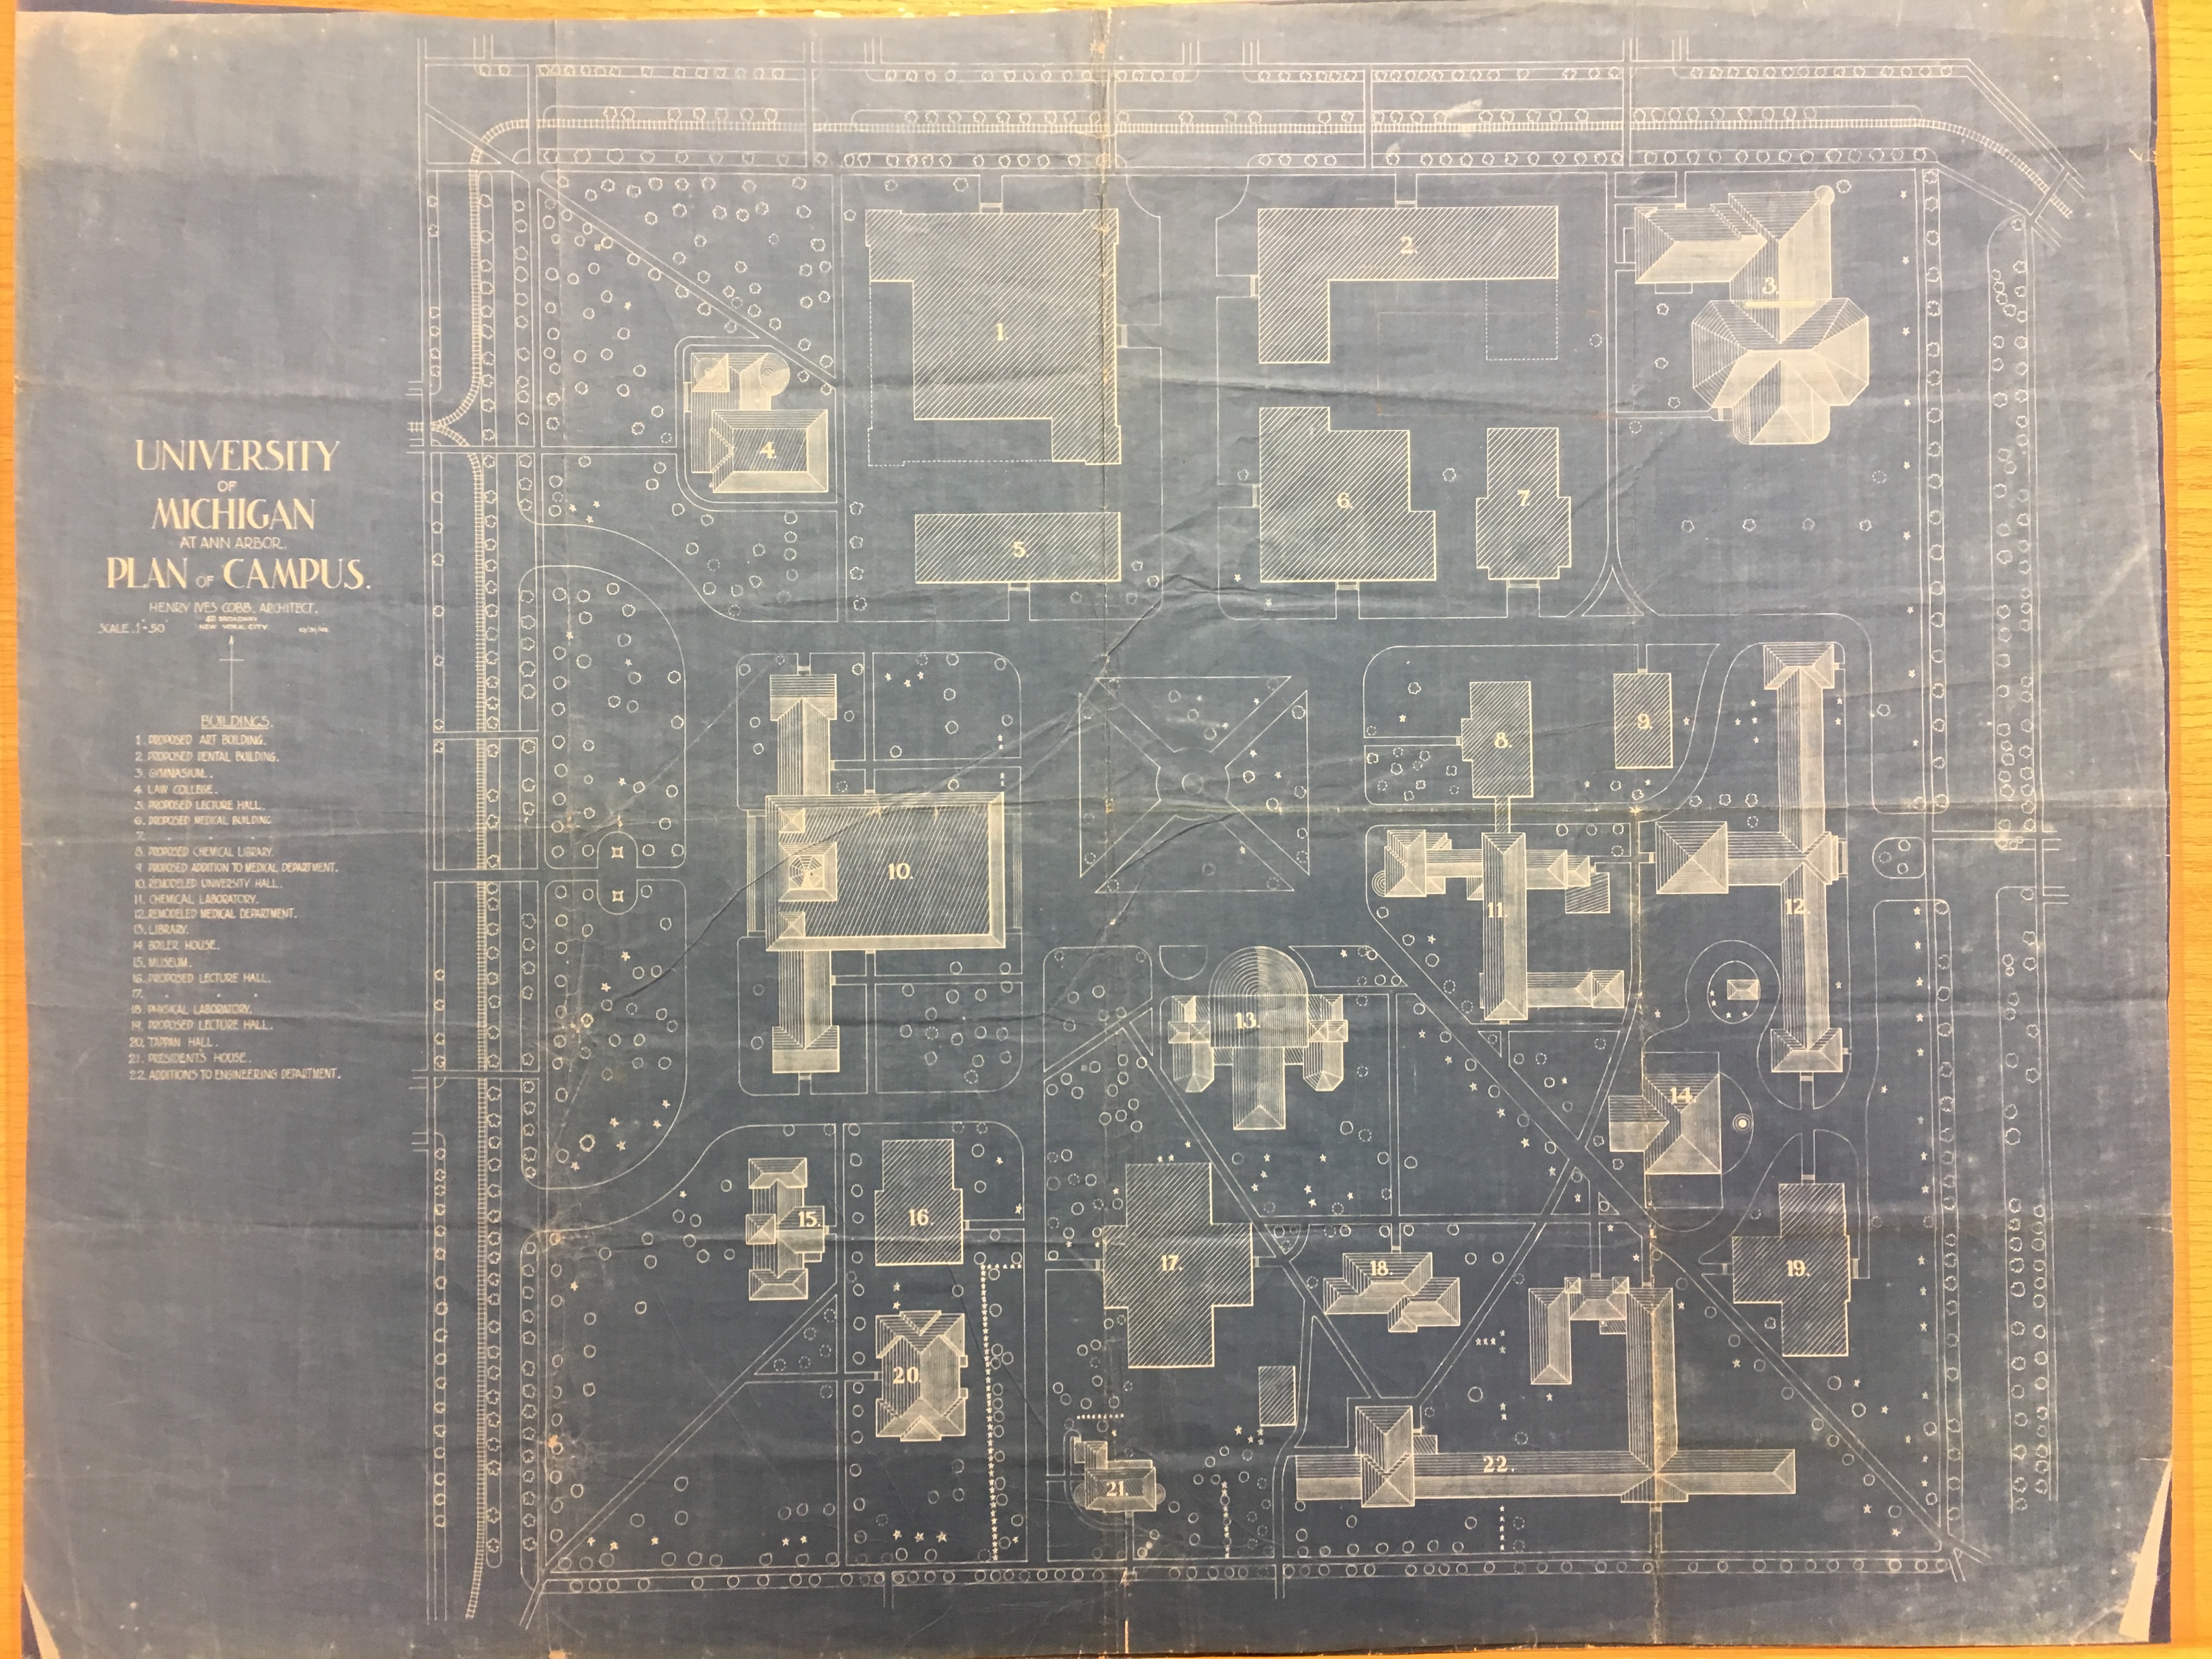 UNIVERSITY
OF
MICHIGAN
AT ANN ARBOR.
PLAN OF CAMPUS.
HENRY IVES COBB. ARCHITECT.
42 BROADWAY
SCALE. 1"-50' NEW YORK CITY
BUILDINGS.
1. PROPOSED ART BUILDING.
2. PROPOSED DENTAL BUILDING.
3. GYMNASIUM.
4. LAW COLLEGE.
5. PROPOSED LECTURE HALL.
6. PROPOSED MEDICAL BUILDING
7. " " "
8. PROPOSED CHEMICAL LIBRARY.
9. PROPOSED ADDITION TO MEDICAL DEPARTMENT.
10. REMODELED UNIVERSITY HALL.
11. CHEMICAL LABORATORY.
12. REMODELED MEDICAL DEPARTMENT.
13. LIBRARY.
14. BOILER HOUSE.
15. MUSEUM.
16. PROPOSED LECTURE HALL.
17. " " "
18. PHYSICAL LABORATORY.
19. PROPOSED LECTURE HALL.
20. TAPPAN HALL.
21. PRESIDENTS HOUSE.
22. ADDITIONS TO ENGINEERING DEPARTMENT.
1.
2.
3.
4.
5.
6.
7.
8.
9.
10.
11.
12.
13.
14.
15.
16.
17.
18.
19.
20.
21.
22.